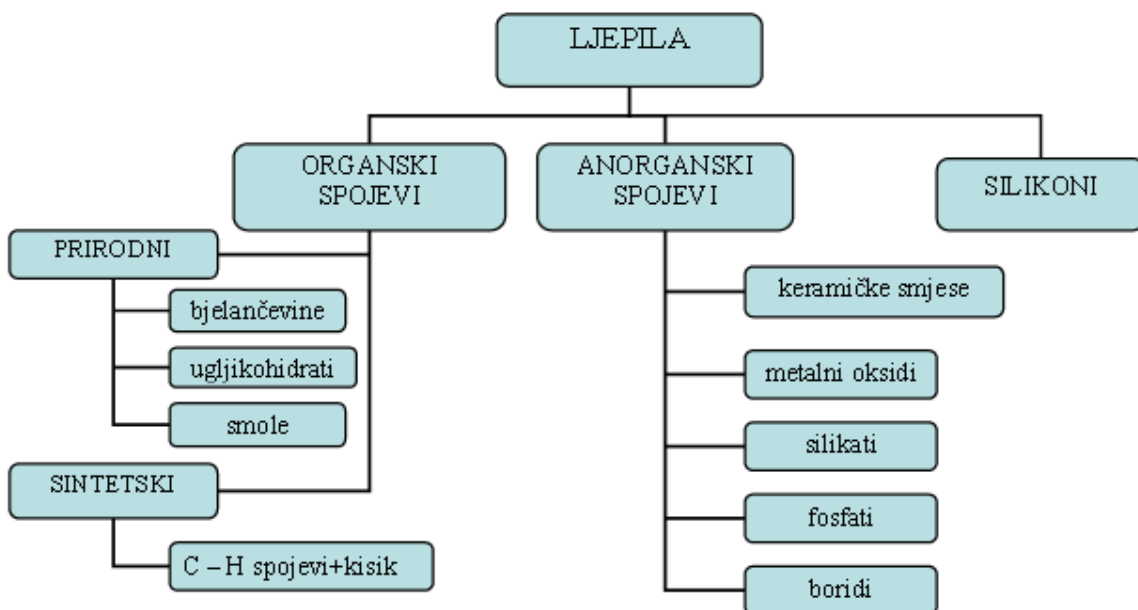 LJEPILA
ORGANSKI
SPOJEVI
ANORGANSKI
SPOJEVI
SILIKONI
PRIRODNI
bjelančevine
ugljikohidrati
smole
SINTETSKI
C – H spojevi+kisik
keramičke smjese
metalni oksidi
silikati
fosfati
boridi